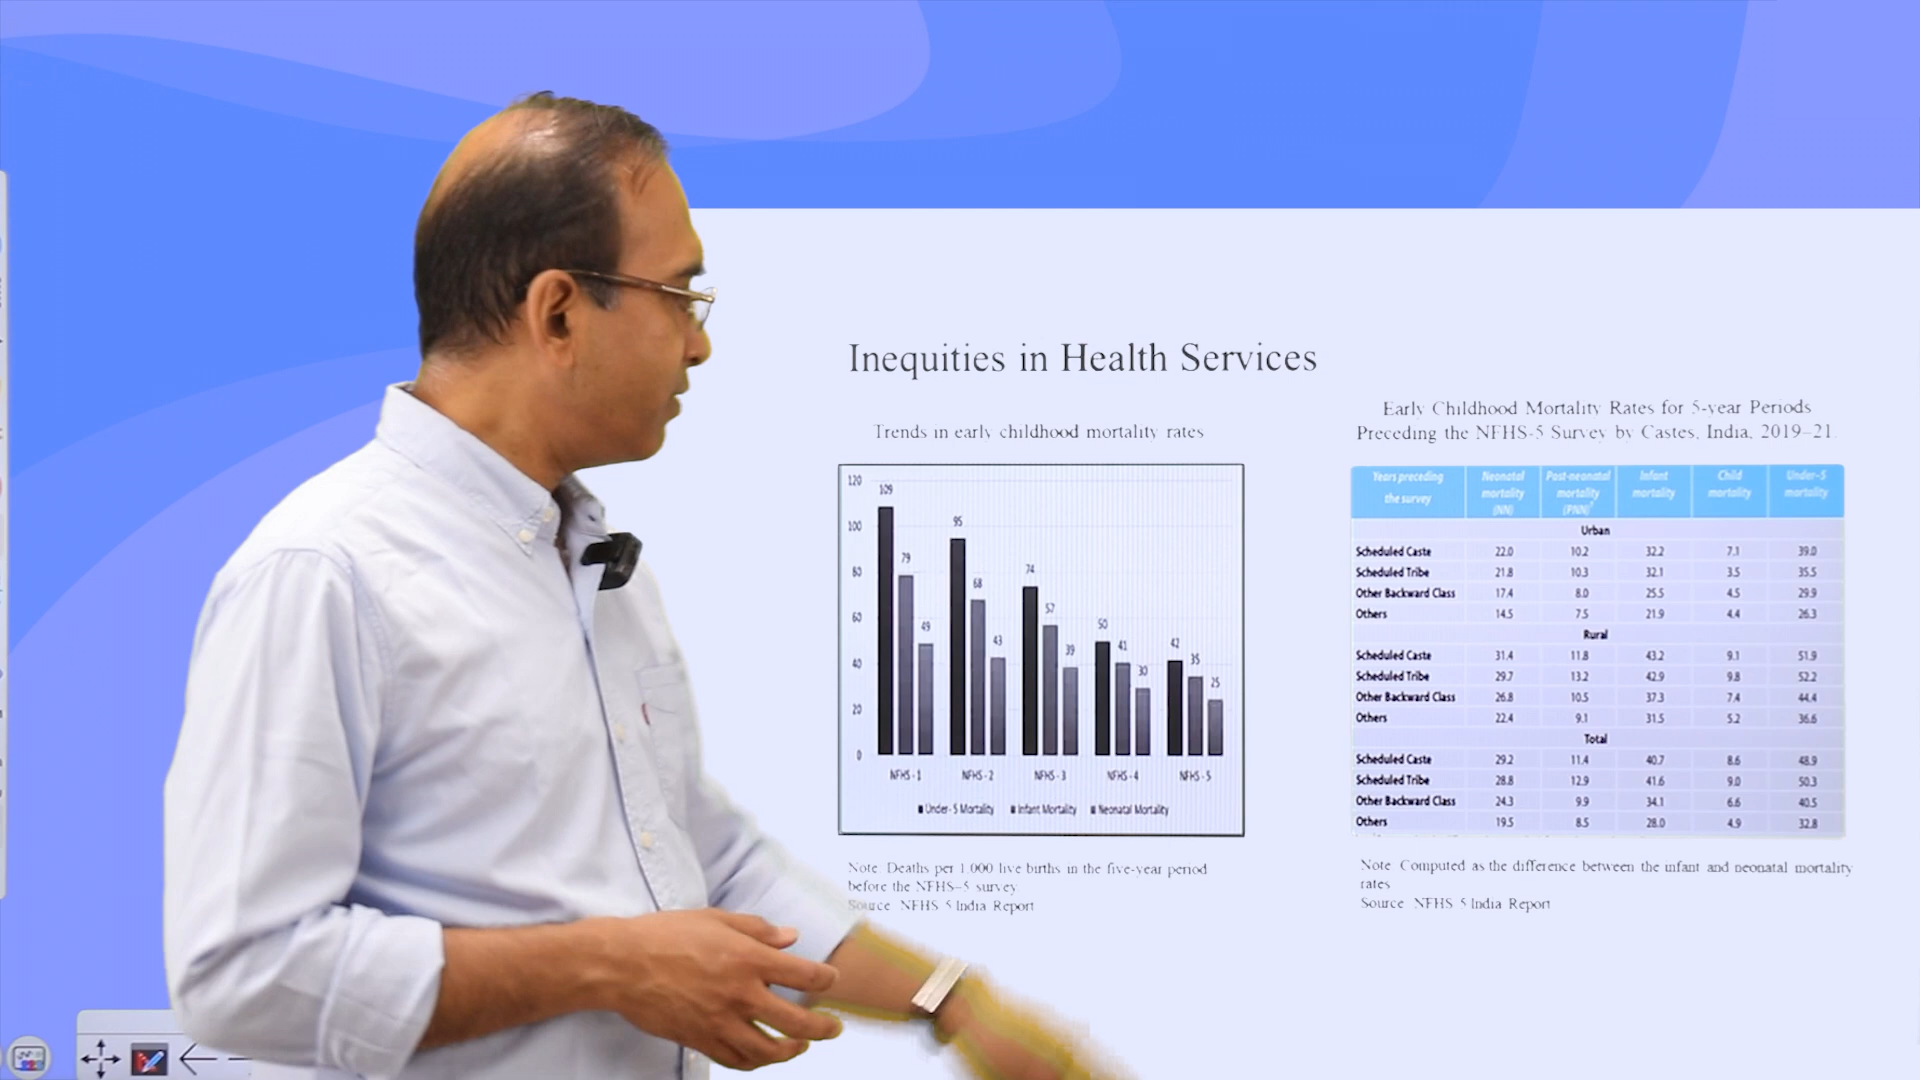 Inequities in Health Services
Trends in early childhood mortality rates
120
100
80
60
40
20
0
109
79
49
95
68
43
74
57
39
50
41
30
42
35
25
NFHS - 1
NFHS - 2
NFHS - 3
NFHS - 4
NFHS - 5
Under- 5 Mortality
Infant Mortality
Neonatal Mortality
Note: Deaths per 1,000 live births in the five-year period
before the NFHS–5 survey
Source: NFHS 5 India Report
Early Childhood Mortality Rates for 5-year Periods
Preceding the NFHS-5 Survey by Castes, India, 2019–21.
Years preceding the survey Neonatal mortality (NN) Post-neonatal mortality (PNN) Infant mortality Child mortality Under-5 mortality
Urban
Scheduled Caste 22.0 10.2 32.2 7.1 39.0
Scheduled Tribe 21.8 10.3 32.1 3.5 35.5
Other Backward Class 17.4 8.0 25.5 4.5 29.9
Others 14.5 7.5 21.9 4.4 26.3
Rural
Scheduled Caste 31.4 11.8 43.2 9.1 51.9
Scheduled Tribe 29.7 13.2 42.9 9.8 52.2
Other Backward Class 26.8 10.5 37.3 7.4 44.4
Others 22.4 9.1 31.5 5.2 36.6
Total
Scheduled Caste 29.2 11.4 40.7 8.6 48.9
Scheduled Tribe 28.8 12.9 41.6 9.0 50.3
Other Backward Class 24.3 9.9 34.1 6.6 40.5
Others 19.5 8.5 28.0 4.9 32.8
Note: Computed as the difference between the infant and neonatal mortality
rates
Source: NFHS 5 India Report